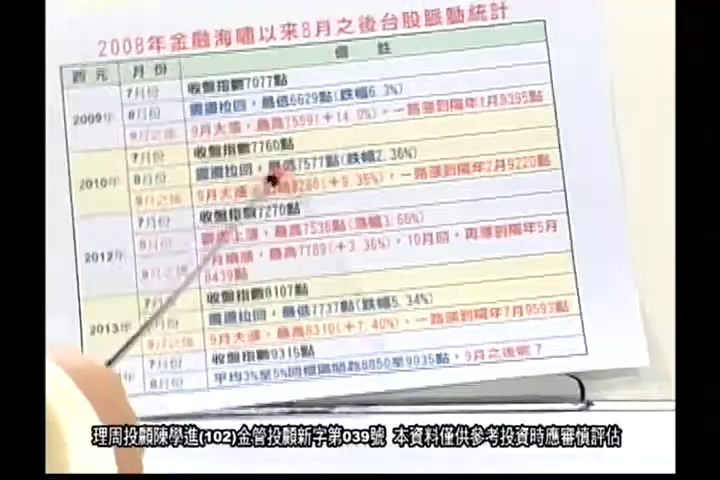 2008年金融海嘯以來8月之後台股脈動統計
西元 月份 備註
2009年
7月份 收盤指數7077點
8月份 震盪拉回，最低6629點(跌幅6.3%)
9月之後 9月大漲，最高7559(+14.0%)，一路漲到隔年1月9395點
2010年
7月份 收盤指數7760點
8月份 震盪拉回，最低7577點(跌幅2.36%)
9月之後 9月大漲，(+9.35%)，一路漲到隔年2月9220點
2012年
7月份 收盤指數7270點
8月份 上漲，最高7536點(漲幅3.66%)
9月之後 月噴漲，最高7789(+3.36%)，10月回，再漲到隔年5月
8439點
2013年
7月份 收盤指數8107點
8月份 震盪拉回，最低7737點(跌幅5.34%)
9月之後 9月大漲，最高8310(+7.40%)，一路漲到隔年7月9593點
年
7月份 收盤指數9315點
8月份 平均3%至5%回檔區間為8850至9035點，9月之後呢？
理周投顧陳學進(102)金管投顧新字第039號 本資料僅供參考投資時應審慎評估